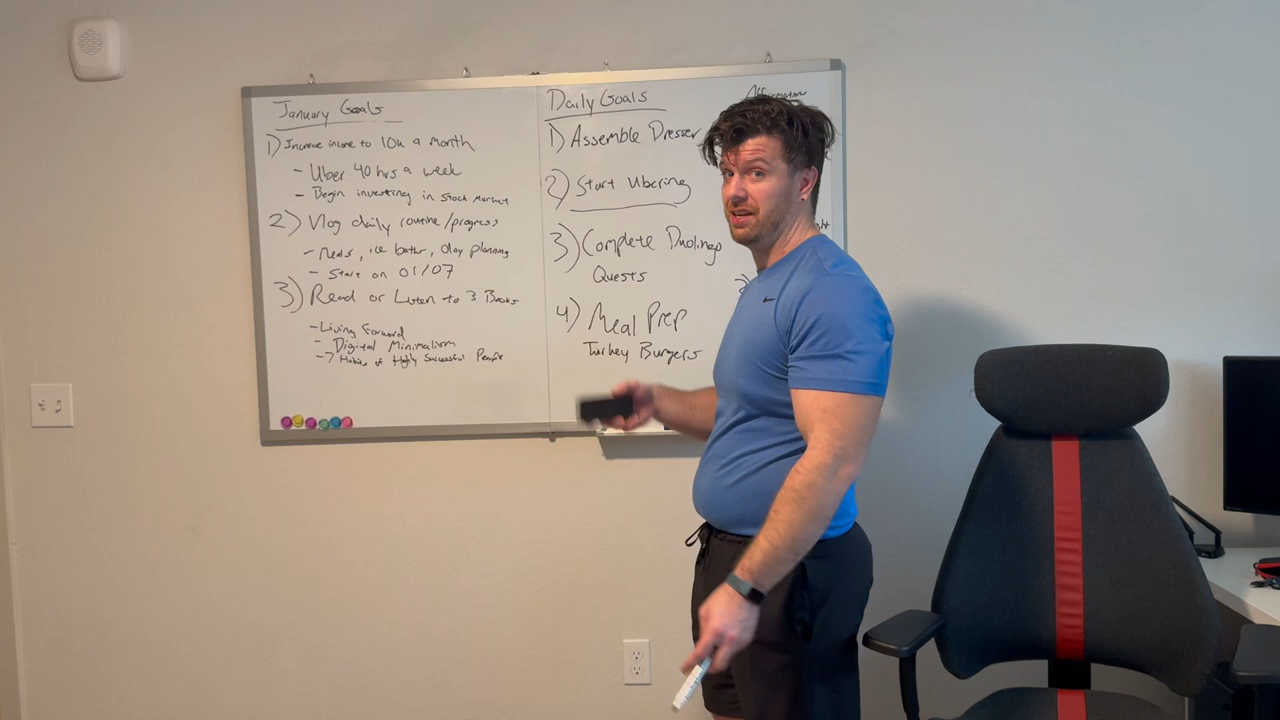 January Goals
1) Increase income to 10k a month
- Uber 40 hrs a week
- Begin investing in Stock Market
2) Vlog daily routine/progress
- Meals, ice baths, day planning
- Start on 01/07
3) Read or Listen to 3 Books
- Living Forward
- Digital Minimalism
- 7 Habits of Highly Successful People
Daily Goals
1) Assemble Dresser
2) Start Ubering
3) Complete Duolingo
Quests
4) Meal Prep
Turkey Burgers